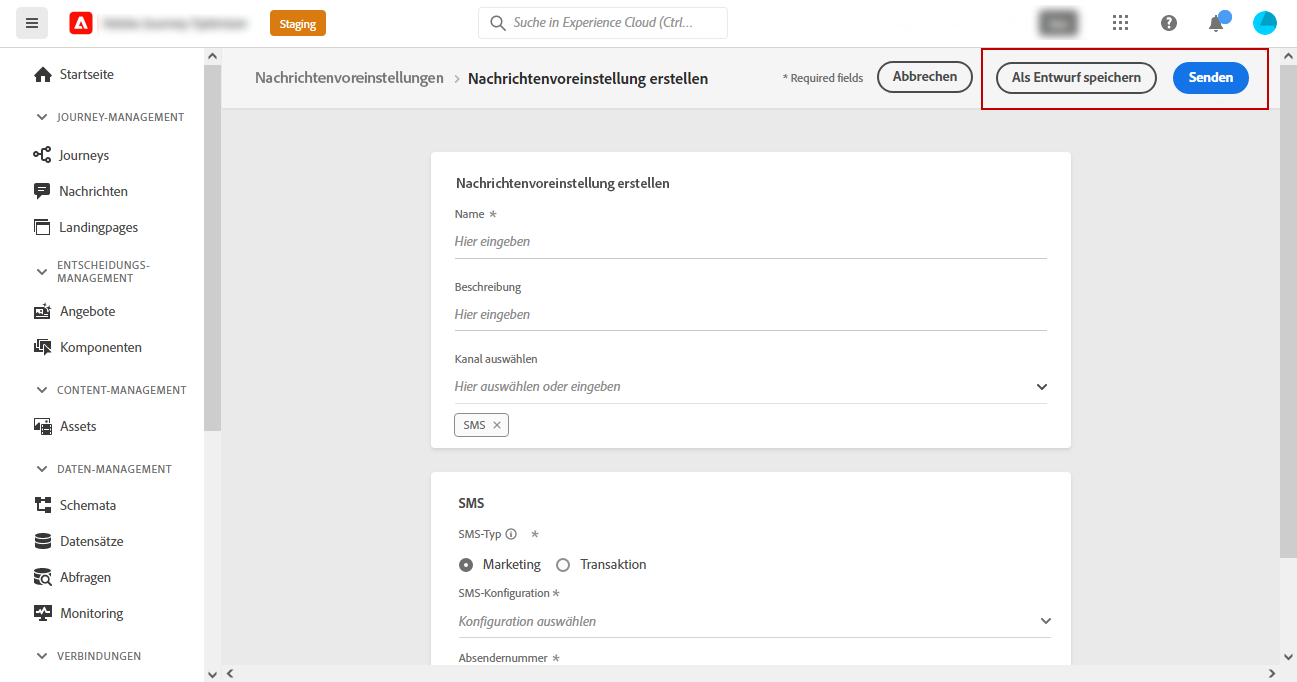 Staging
Suche in Experience Cloud (Ctrl...
Startseite
JOURNEY-MANAGEMENT
Journeys
Nachrichten
Landingpages
ENTSCHEIDUNGS-
MANAGEMENT
Angebote
Komponenten
CONTENT-MANAGEMENT
Assets
DATEN-MANAGEMENT
Schemata
Datensätze
Abfragen
Monitoring
VERBINDUNGEN
Nachrichtenvoreinstellungen > Nachrichtenvoreinstellung erstellen
* Required fields
Abbrechen
Als Entwurf speichern
Senden
Nachrichtenvoreinstellung erstellen
Name *
Hier eingeben
Beschreibung
Hier eingeben
Kanal auswählen
Hier auswählen oder eingeben
SMS ×
SMS
SMS-Typ *
Marketing Transaktion
SMS-Konfiguration *
Konfiguration auswählen
Absendernummer *